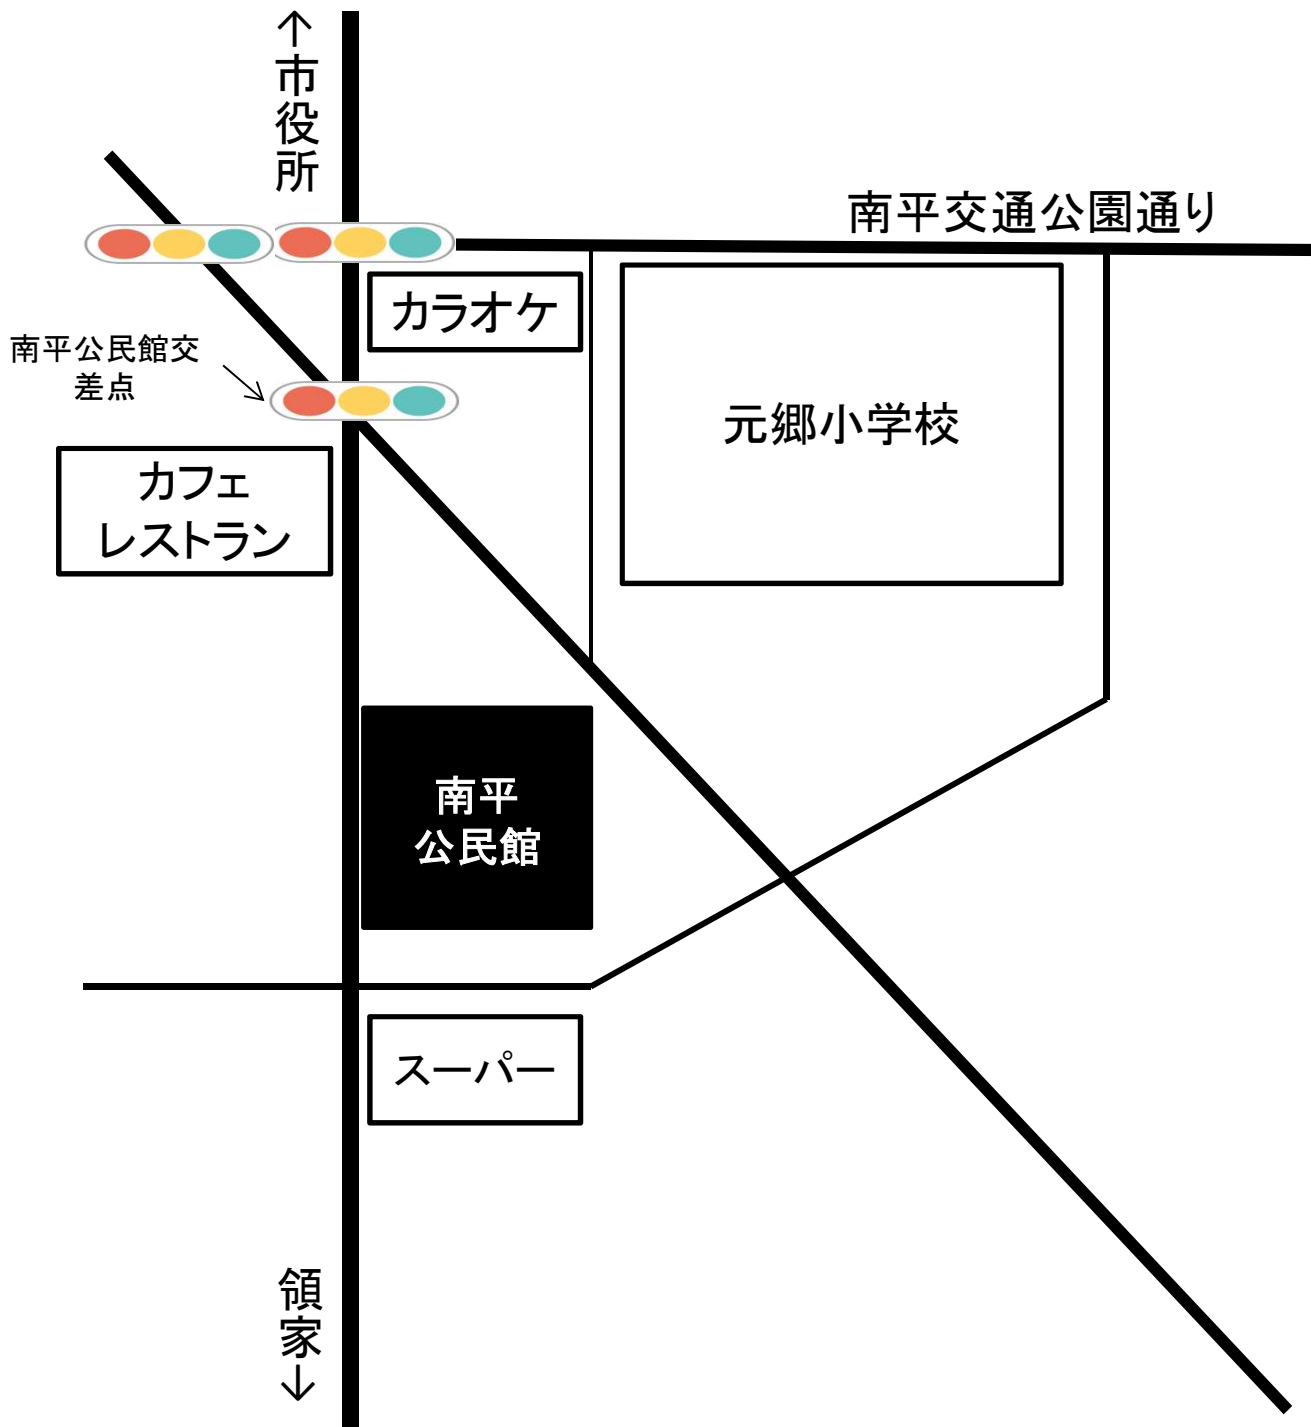 ↑市役所
南平交通公園通り
カラオケ
南平公民館交
差点
元郷小学校
カフェ
レストラン
南平
公民館
スーパー
領家↓